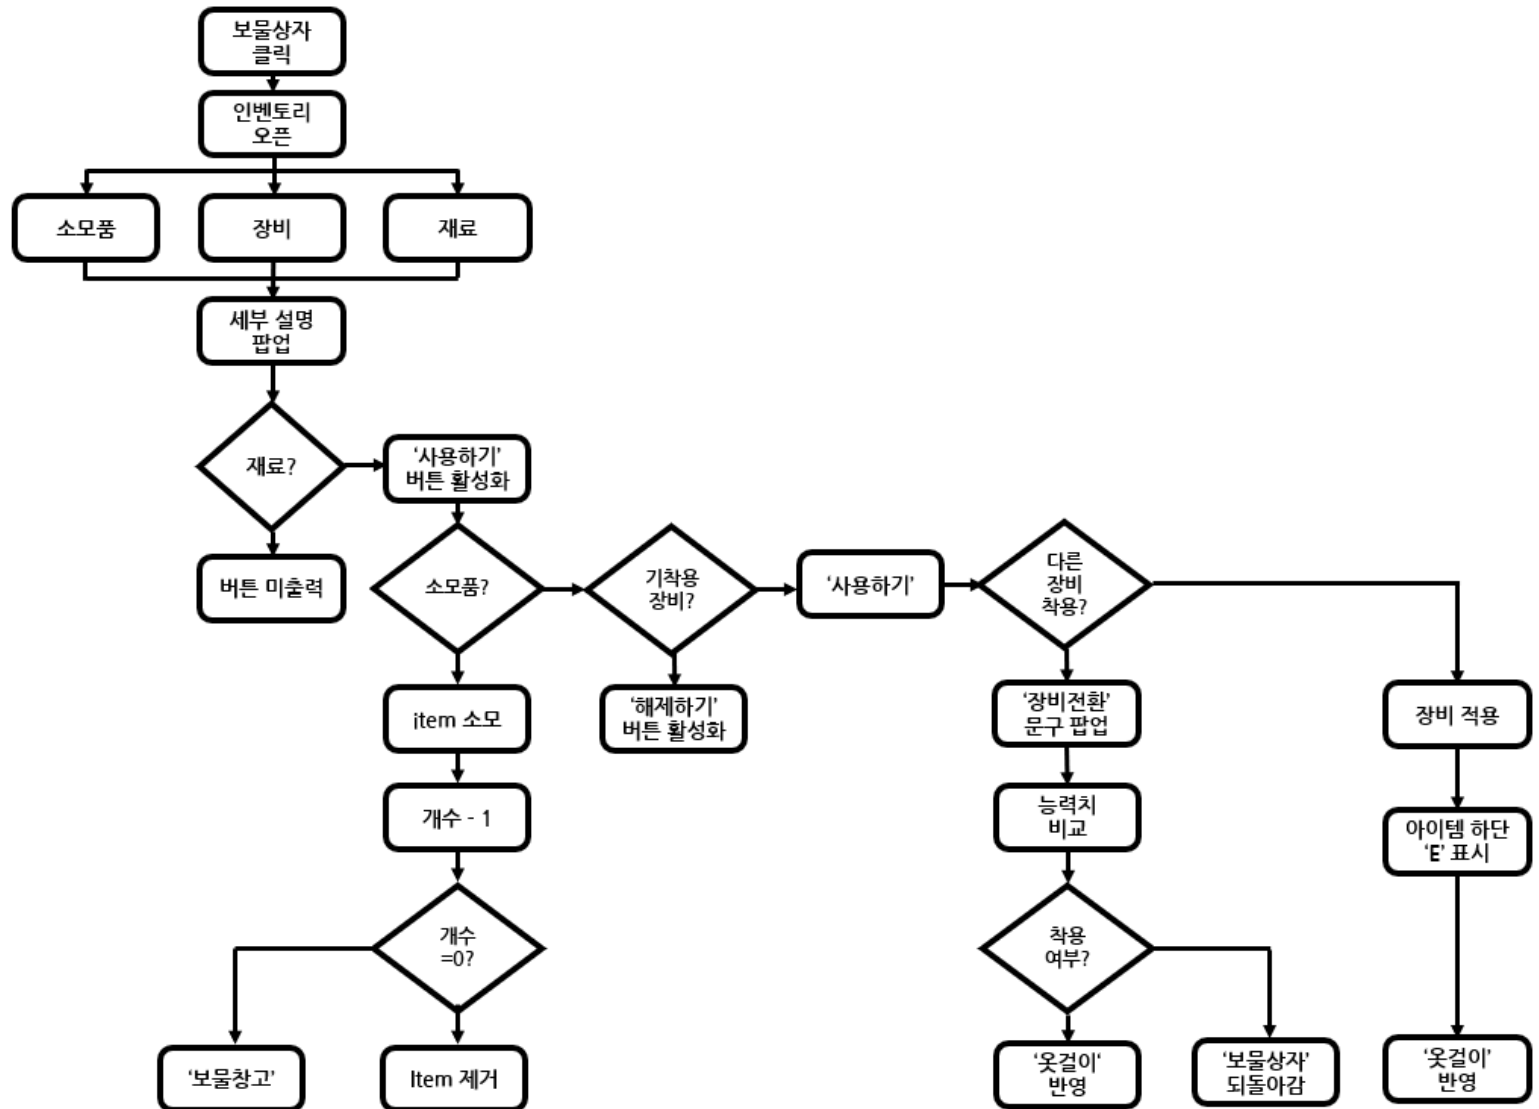 보물상자
클릭
인벤토리
오픈
소모품
장비
재료
세부 설명
팝업
재료?
‘사용하기’
버튼 활성화
버튼 미출력
소모품?
기착용
장비?
‘사용하기’
다른
장비
착용?
item 소모
‘해제하기’
버튼 활성화
‘장비전환’
문구 팝업
장비 적용
개수 - 1
능력치
비교
아이템 하단
‘E’ 표시
개수
=0?
착용
여부?
‘보물창고’
Item 제거
‘옷걸이‘
반영
‘보물상자’
되돌아감
‘옷걸이’
반영